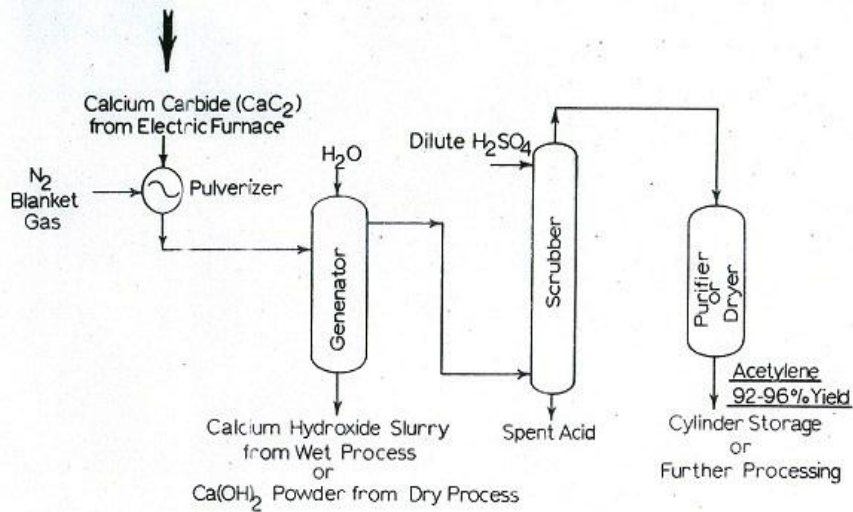 Calcium Carbide (CaC2)
from Electric Furnace
N2
Blanket
Gas
Pulverizer
H2O
Genenator
Calcium Hydroxide Slurry
from Wet Process
or
Ca(OH)2 Powder from Dry Process
Dilute H2SO4
Scrubber
Spent Acid
Purifier
or
Dryer
Acetylene
92-96% Yield
Cylinder Storage
or
Further Processing